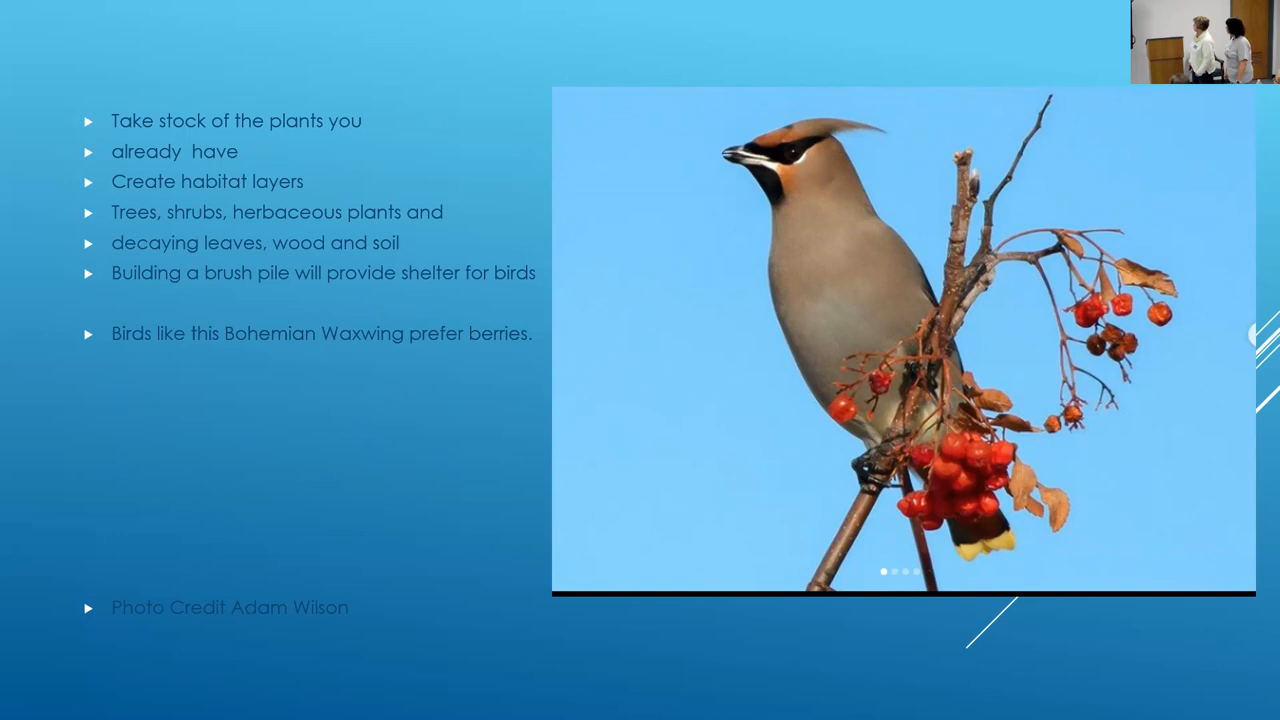 Take stock of the plants you
already have
Create habitat layers
Trees, shrubs, herbaceous plants and
decaying leaves, wood and soil
Building a brush pile will provide shelter for birds
Birds like this Bohemian Waxwing prefer berries.
Photo Credit Adam Wilson